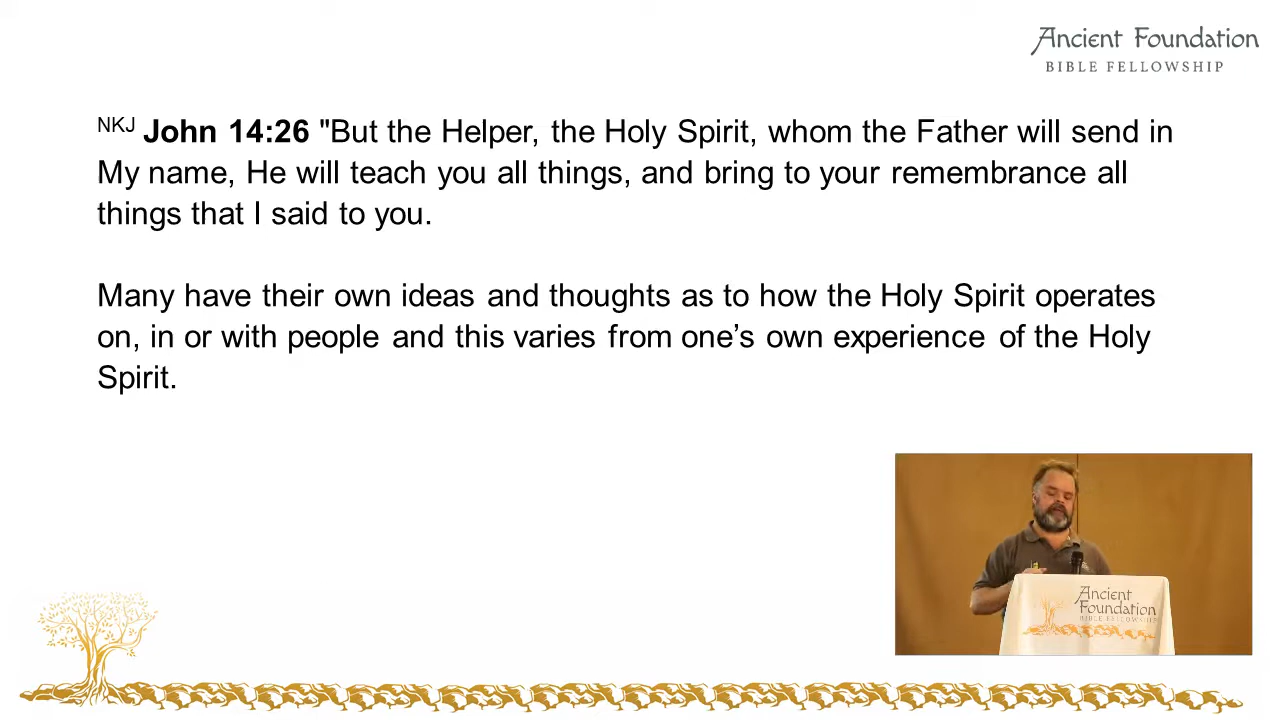 Ancient Foundation
BIBLE FELLOWSHIP
NKJ John 14:26 "But the Helper, the Holy Spirit, whom the Father will send in
My name, He will teach you all things, and bring to your remembrance all
things that I said to you.
Many have their own ideas and thoughts as to how the Holy Spirit operates
on, in or with people and this varies from one’s own experience of the Holy
Spirit.
Ancient
Foundation
BIBLE FELLOWSHIP